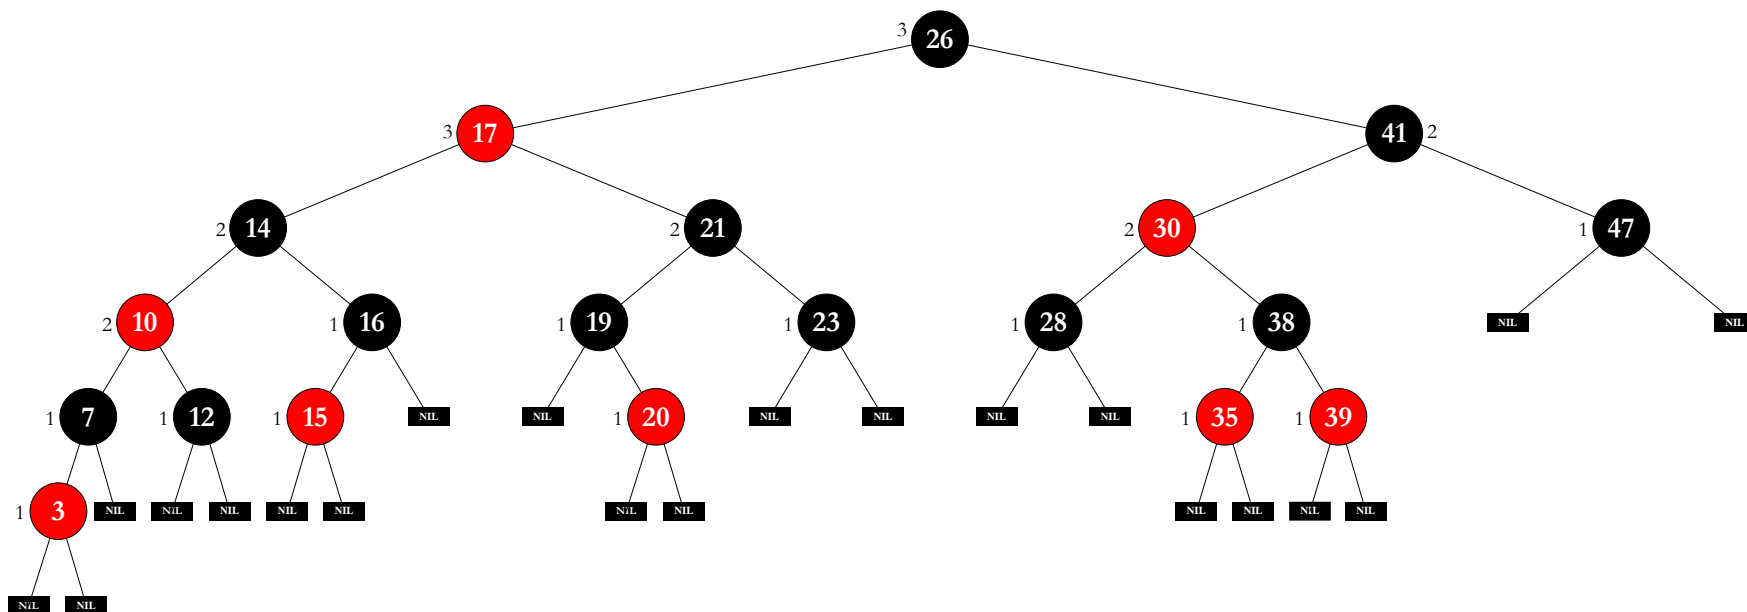 3 26
3 17 41 2
2 14 2 21 2 30 1 47
2 10 1 16 1 19 1 23 1 28 1 38 NIL NIL
1 7 1 12 1 15 NIL NIL 1 20 NIL NIL NIL NIL 1 35 1 39
1 3 NIL NIL NIL NIL NIL NIL NIL NIL NIL NIL NIL
NIL NIL